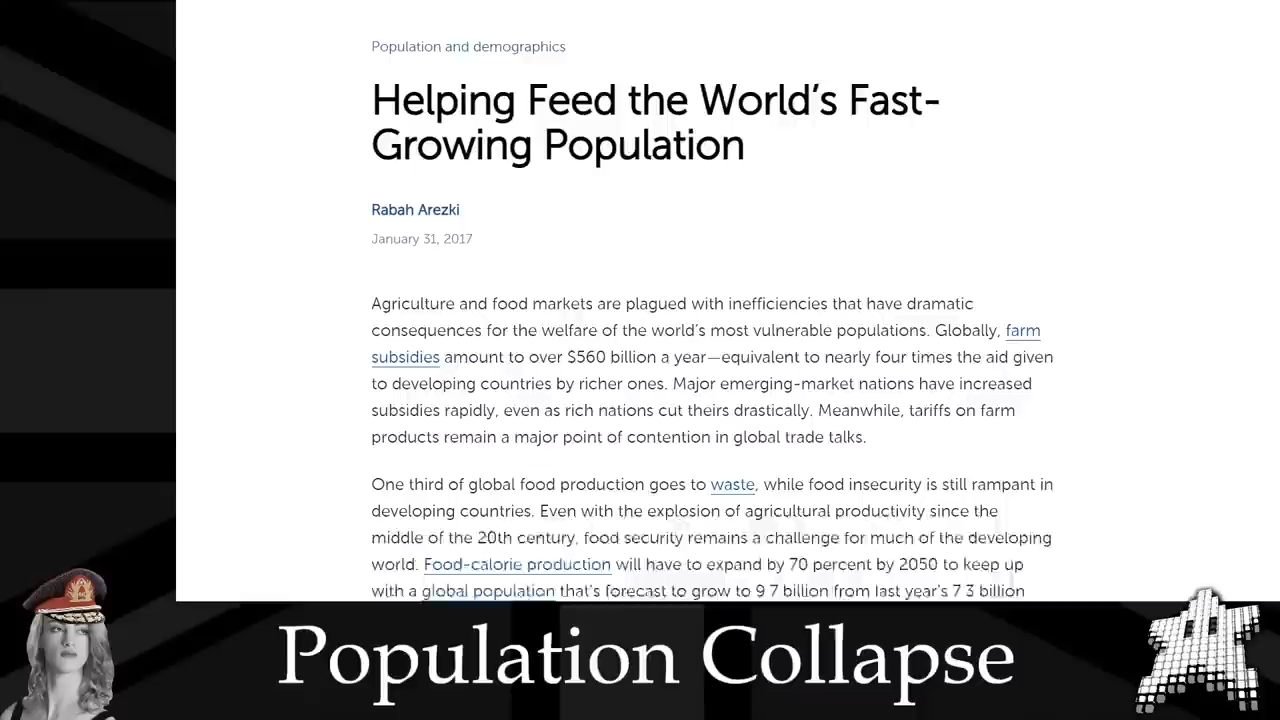 Population and demographics
Helping Feed the World's Fast-
Growing Population
Rabah Arezki
January 31, 2017
Agriculture and food markets are plagued with inefficiencies that have dramatic
consequences for the welfare of the world's most vulnerable populations. Globally, farm
subsidies amount to over $560 billion a year—equivalent to nearly four times the aid given
to developing countries by richer ones. Major emerging-market nations have increased
subsidies rapidly, even as rich nations cut theirs drastically. Meanwhile, tariffs on farm
products remain a major point of contention in global trade talks.
One third of global food production goes to waste, while food insecurity is still rampant in
developing countries. Even with the explosion of agricultural productivity since the
middle of the 20th century, food security remains a challenge for much of the developing
world. Food-calorie production will have to expand by 70 percent by 2050 to keep up
with a global population that's forecast to grow to 9.7 billion from last year's 7.3 billion
Population Collapse